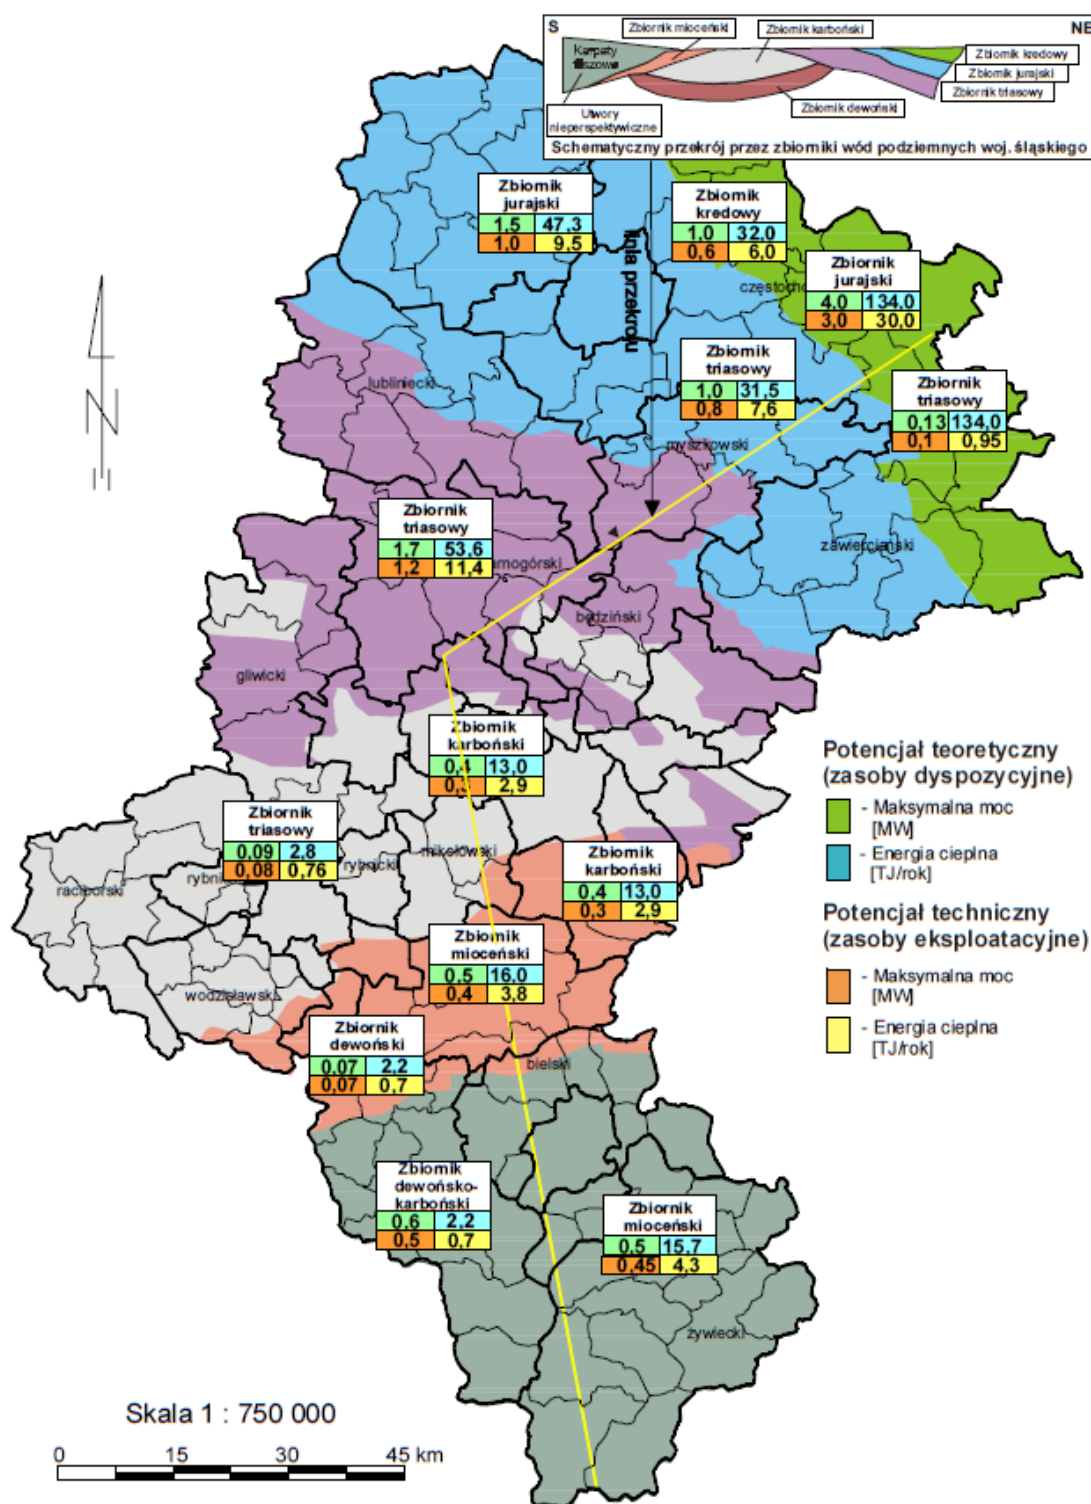 S
NE
Zbiornik mioceński
Zbiornik karboński
Karpaty
Zbiornik kredowy
Zbiornik jurajski
Zbiornik triasowy
Zbiornik dewoński
Utwory
nieperspektywiczne
Schematyczny przekrój przez zbiorniki wód podziemnych woj. śląskiego
Zbiornik
jurajski
1.5 47.3
1,0 9,5
Zbiornik
kredowy
1.0 32.0
0,6 6,0
linia przekroju
Zbiornik
jurajski
4.0 134.0
3,0 30,0
częstocho
Zbiornik
triasowy
1,0 31,5
0,8 7,6
Zbiornik
triasowy
0,13 134,0
0,1 0,95
lubliniecki
myszkowski
Zbiornik
triasowy
1.7 53.6
1,2 11,4
arnogórski
zawierciański
będziński
gliwicki
Zbiornik
karboński
0,4 13,0
0,3 2,9
Potencjał teoretyczny
(zasoby dyspozycyjne)
- Maksymalna moc
[MW]
- Energia cieplna
[TJ/rok]
Potencjał techniczny
(zasoby eksploatacyjne)
- Maksymalna moc
[MW]
- Energia cieplna
[TJ/rok]
Zbiornik
triasowy
0,09 2,8
0,08 0,76
mikołowski
rybnicki
rybni
raciborski
Zbiornik
karboński
0,4 13,0
0,3 2,9
Zbiornik
mioceński
0,5 16,0
0,4 3,8
wodzisławski
Zbiornik
dewoński
0,07 2,2
0,07 0,7
bielski
Zbiornik
dewońsko-
karboński
0,6 2,2
0,5 0,7
Zbiornik
mioceński
0,5 15,7
0,45 4,3
żywiecki
N
Skala 1 : 750 000
0 15 30 45 km